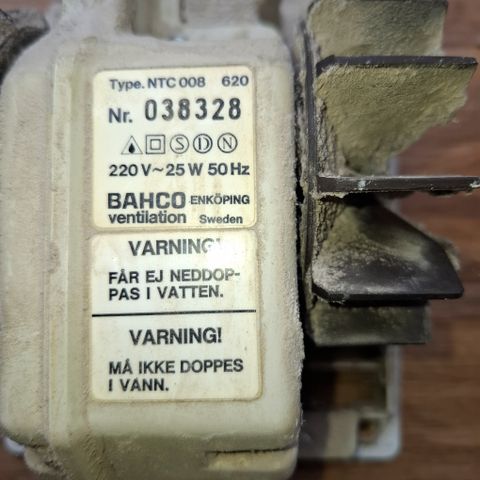 Type. NTC 008 620
Nr. 038328
S D N
220 V~25 W 50 Hz
BAHCO ENKÖPING
ventilation Sweden
VARNING!
FÅR EJ NEDDOP-
PAS I VATTEN.
VARNING!
MÅ IKKE DOPPES
I VANN.